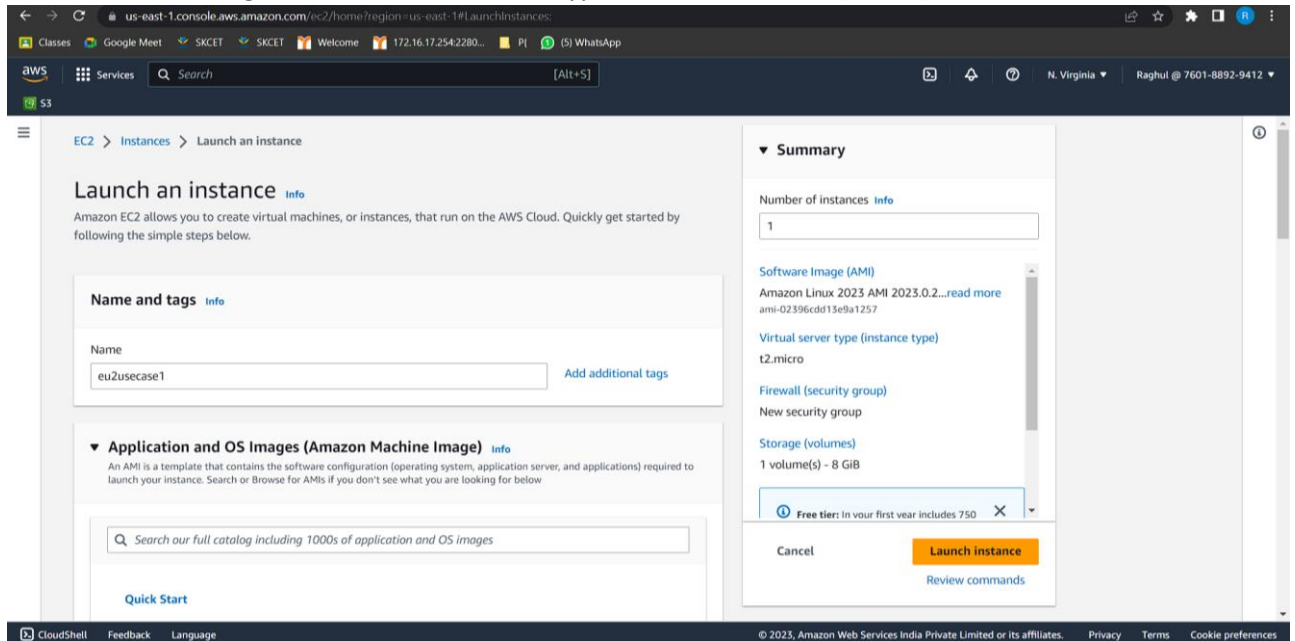 us-east-1.console.aws.amazon.com/ec2/home?region=us-east-1#LaunchInstances:
Classes Google Meet SKCET SKCET Welcome 172.16.17.254:2280... P( (5) WhatsApp
aws Services Search [Alt+S] N. Virginia Raghul @ 7601-8892-9412
S3
EC2 > Instances > Launch an instance
Launch an instance Info
Amazon EC2 allows you to create virtual machines, or instances, that run on the AWS Cloud. Quickly get started by
following the simple steps below.
Name and tags Info
Name
eu2usecase1 Add additional tags
Application and OS Images (Amazon Machine Image) Info
An AMI is a template that contains the software configuration (operating system, application server, and applications) required to
launch your instance. Search or Browse for AMIs if you don't see what you are looking for below
Search our full catalog including 1000s of application and OS images
Quick Start
Summary
Number of instances Info
1
Software Image (AMI)
Amazon Linux 2023 AMI 2023.0.2...read more
ami-02396cdd13e9a1257
Virtual server type (instance type)
t2.micro
Firewall (security group)
New security group
Storage (volumes)
1 volume(s) - 8 GiB
Free tier: In your first year includes 750
Cancel Launch instance
Review commands
CloudShell Feedback Language © 2023, Amazon Web Services India Private Limited or its affiliates. Privacy Terms Cookie preferences